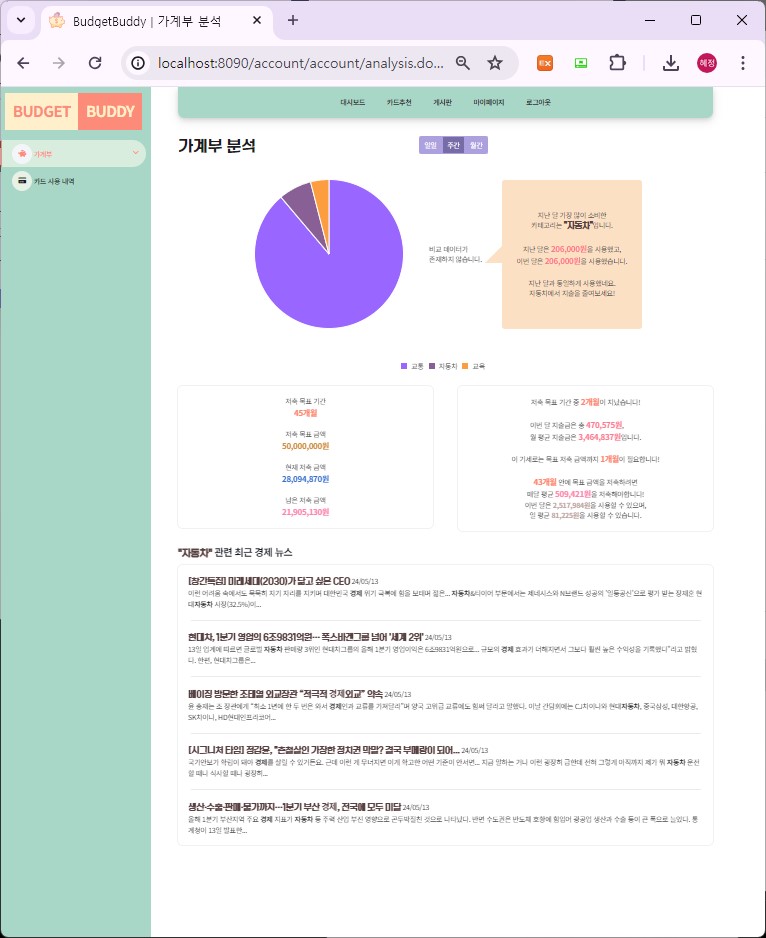 BudgetBuddy | 가계부 분석
localhost:8090/account/account/analysis.do...
혜정
BUDGET BUDDY
가계부
카드 사용 내역
대시보드 카드추천 게시판 마이페이지 로그아웃
가계부 분석
일일 주간 월간
비교 데이터가
존재하지 않습니다.
지난 달 가장 많이 소비한
카테고리는 "자동차"입니다.
지난 달은 206,000원을 사용했고,
이번 달은 206,000원을 사용했습니다.
지난 달과 동일하게 사용했네요.
자동차에서 지출을 줄여보세요!
교통 자동차 교육
저축 목표 기간
45개월
저축 목표 금액
50,000,000원
현재 저축 금액
28,094,870원
남은 저축 금액
21,905,130원
저축 목표 기간 중 2개월이 지났습니다!
이번 달 지출금은 총 470,575원,
월 평균 지출금은 3,464,837원입니다.
이 기세로는 목표 저축 금액까지 1개월이 필요합니다!
43개월 안에 목표 금액을 저축하려면
매달 평균 509,421원을 저축해야합니다!
이번 달은 2,517,984원을 사용할 수 있으며,
일 평균 81,225원을 사용할 수 있습니다.
"자동차" 관련 최근 경제 뉴스
[창간특집] 미래세대(2030)가 닮고 싶은 CEO 24/05/13
이런 어려움 속에서도 묵묵히 자기 자리를 지키며 대한민국 경제 위기 극복에 힘을 보태며 젊은... 자동차&타이어 부문에서는 제네시스와 N브랜드 성공의 '일등공신'으로 평가 받는 장재훈 현
대자동차 사장(32.5%)이...
현대차, 1분기 영업익 6조9831억원… 폭스바겐그룹 넘어 '세계 2위' 24/05/13
13일 업계에 따르면 글로벌 자동차 판매량 3위인 현대차그룹의 올해 1분기 영업이익은 6조9831억원으로... 규모의 경제 효과가 더해지면서 그보다 훨씬 높은 수익성을 기록했다"라고 밝혔
다. 한편, 현대차그룹은...
베이징 방문한 조태열 외교장관 “적극적 경제외교” 약속 24/05/13
윤 총재는 조 장관에게 "최소 1년에 한 두 번은 와서 경제인과 교류를 가져달라"며 양국 고위급 교류에도 힘써 달라고 말했다. 이날 간담회에는 CJ차이나와 현대자동차, 중국삼성, 대한항공,
SK차이나, HD현대인프라코어...
[시그니처 타임] 정감운, "촌철살인 가장한 정치권 막말? 결국 부메랑이 되어... 24/05/13
국가안보가 확립이 돼야 경제를 살릴 수 있거든요. 근데 이런 게 무너지면 이게 확고한 어떤 기준이 안서면... 지금 말하는 거니 이런 굉장히 급한데 전혀 그렇게 아직까지 제가 뭐 자동차 운전
할 때나 식사할 때나 굉장히...
생산·수출·판매·물가까지…1분기 부산 경제, 전국에 모두 미달 24/05/13
올해 1분기 부산지역 주요 경제 지표가 자동차 등 주력 산업 부진 영향으로 곤두박질친 것으로 나타났다. 반면 수도권은 반도체 호황에 힘입어 광공업 생산과 수출 등이 큰 폭으로 늘었다. 통
계청이 13일 발표한...